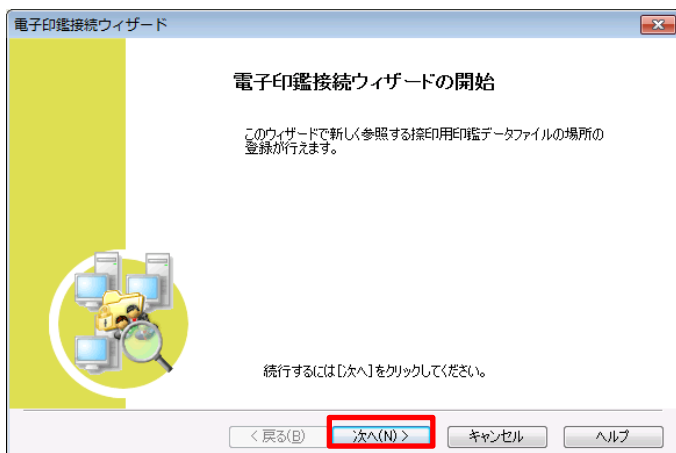 電子印鑑接続ウィザード
電子印鑑接続ウィザードの開始
このウィザードで新しく参照する捺印用印鑑データファイルの場所の
登録が行えます。
続行するには[次へ]をクリックしてください。
< 戻る(B) 次へ(N) > キャンセル ヘルプ